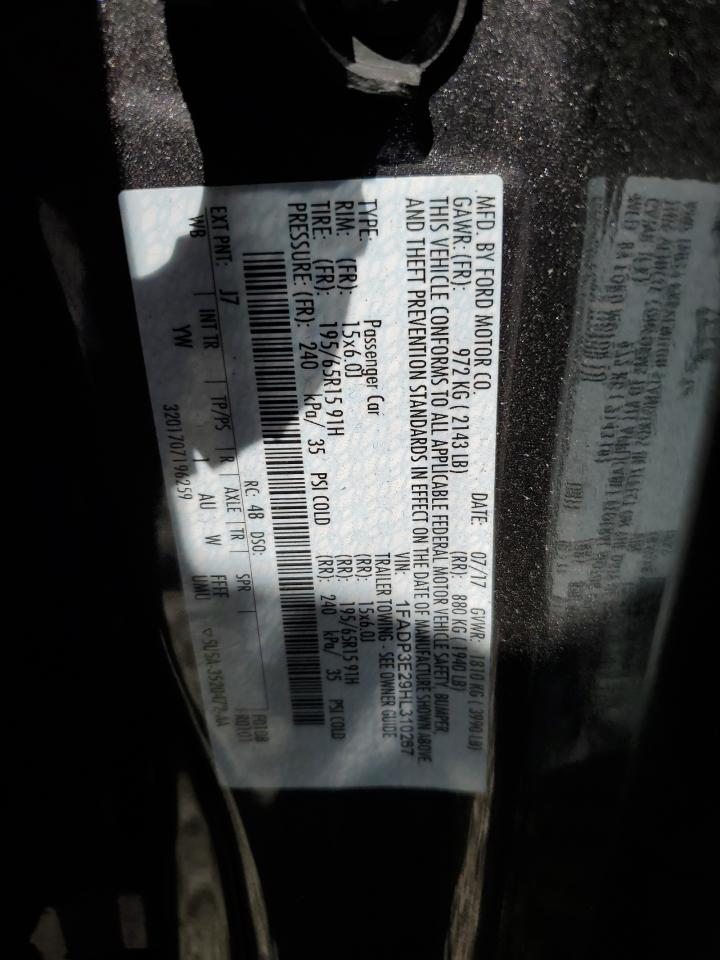 MFD. BY FORD MOTOR CO. DATE: 07/17 GVWR: 1810 KG ( 3990 LB)
GAWR: (FR): 972 KG ( 2143 LB) (RR): 880 KG ( 1940 LB)
THIS VEHICLE CONFORMS TO ALL APPLICABLE FEDERAL MOTOR VEHICLE SAFETY, BUMPER,
AND THEFT PREVENTION STANDARDS IN EFFECT ON THE DATE OF MANUFACTURE SHOWN ABOVE.
VIN: 1FADP3E29HL310287
TYPE: Passenger Car TRAILER TOWING - SEE OWNER GUIDE
RIM: (FR): 15x6.0J (RR): 15x6.0J
TIRE: (FR): 195/65R15 91H (RR): 195/65R15 91H
PRESSURE: (FR): 240 kPa/ 35 PSI COLD (RR): 240 kPa/ 35 PSI COLD
RC: 48 DSO:
EXT PNT: J7 INT TR TP/PS R AXLE TR SPR
WB YW AU W FFFF
3201707196259